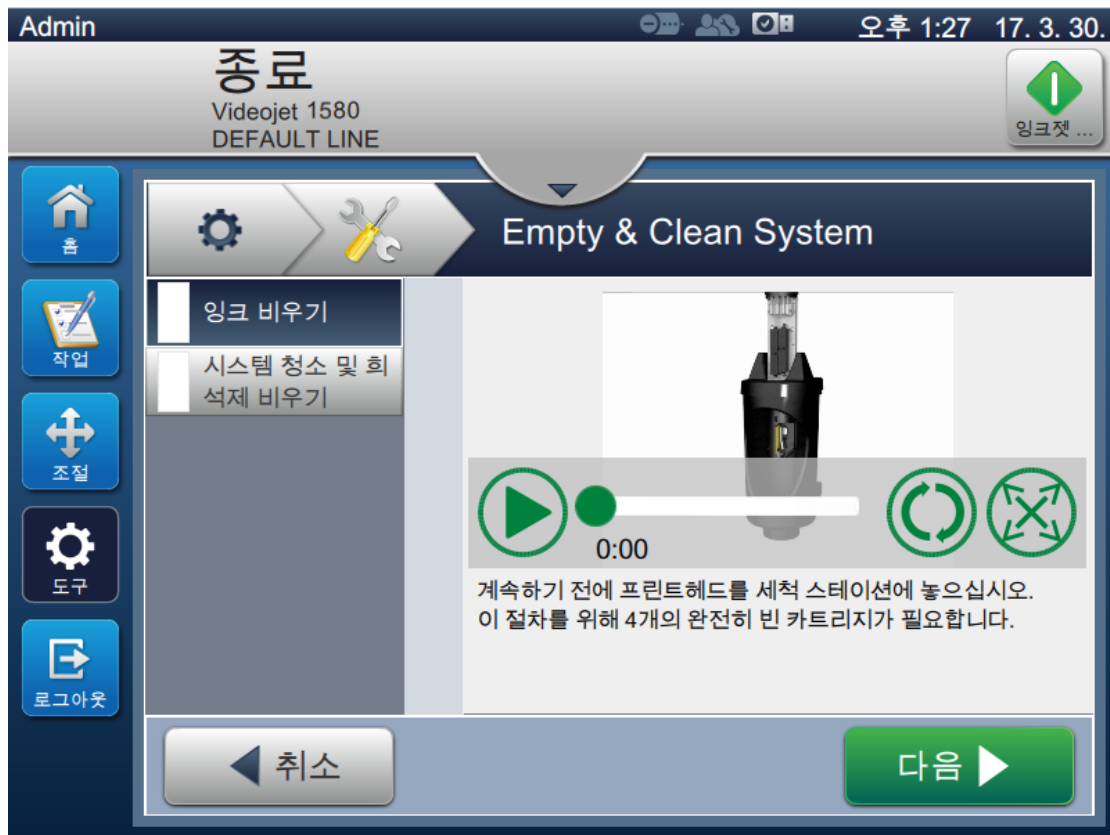 Admin
오후 1:27 17. 3. 30.
종료
Videojet 1580
DEFAULT LINE
잉크젯 ...
홈
작업
조절
도구
로그아웃
Empty & Clean System
잉크 비우기
시스템 청소 및 희
석제 비우기
0:00
계속하기 전에 프린트헤드를 세척 스테이션에 놓으십시오.
이 절차를 위해 4개의 완전히 빈 카트리지가 필요합니다.
취소
다음